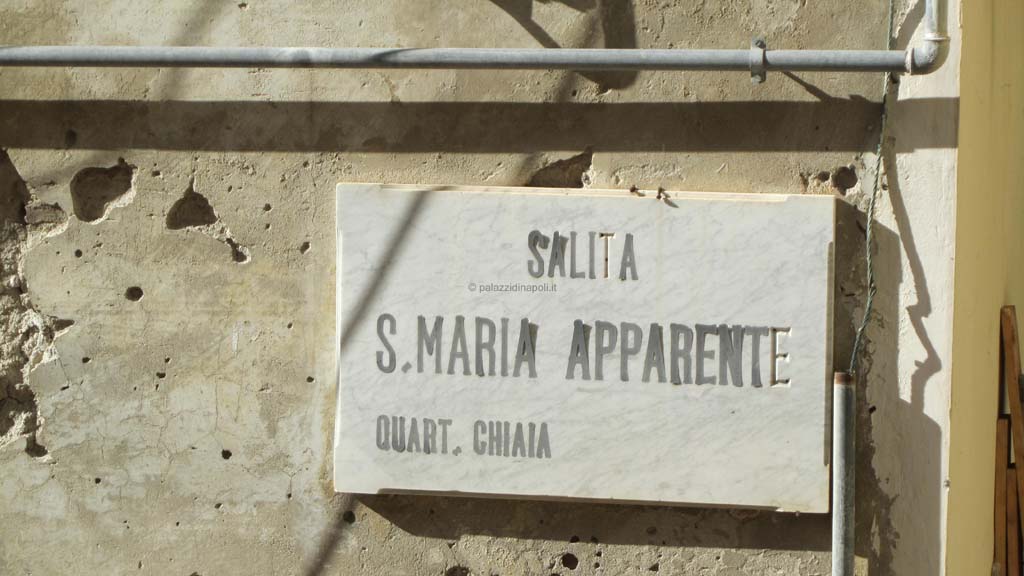 SALITA
© palazzidinapoli.it
S. MARIA APPARENTE
QUART. CHIAIA